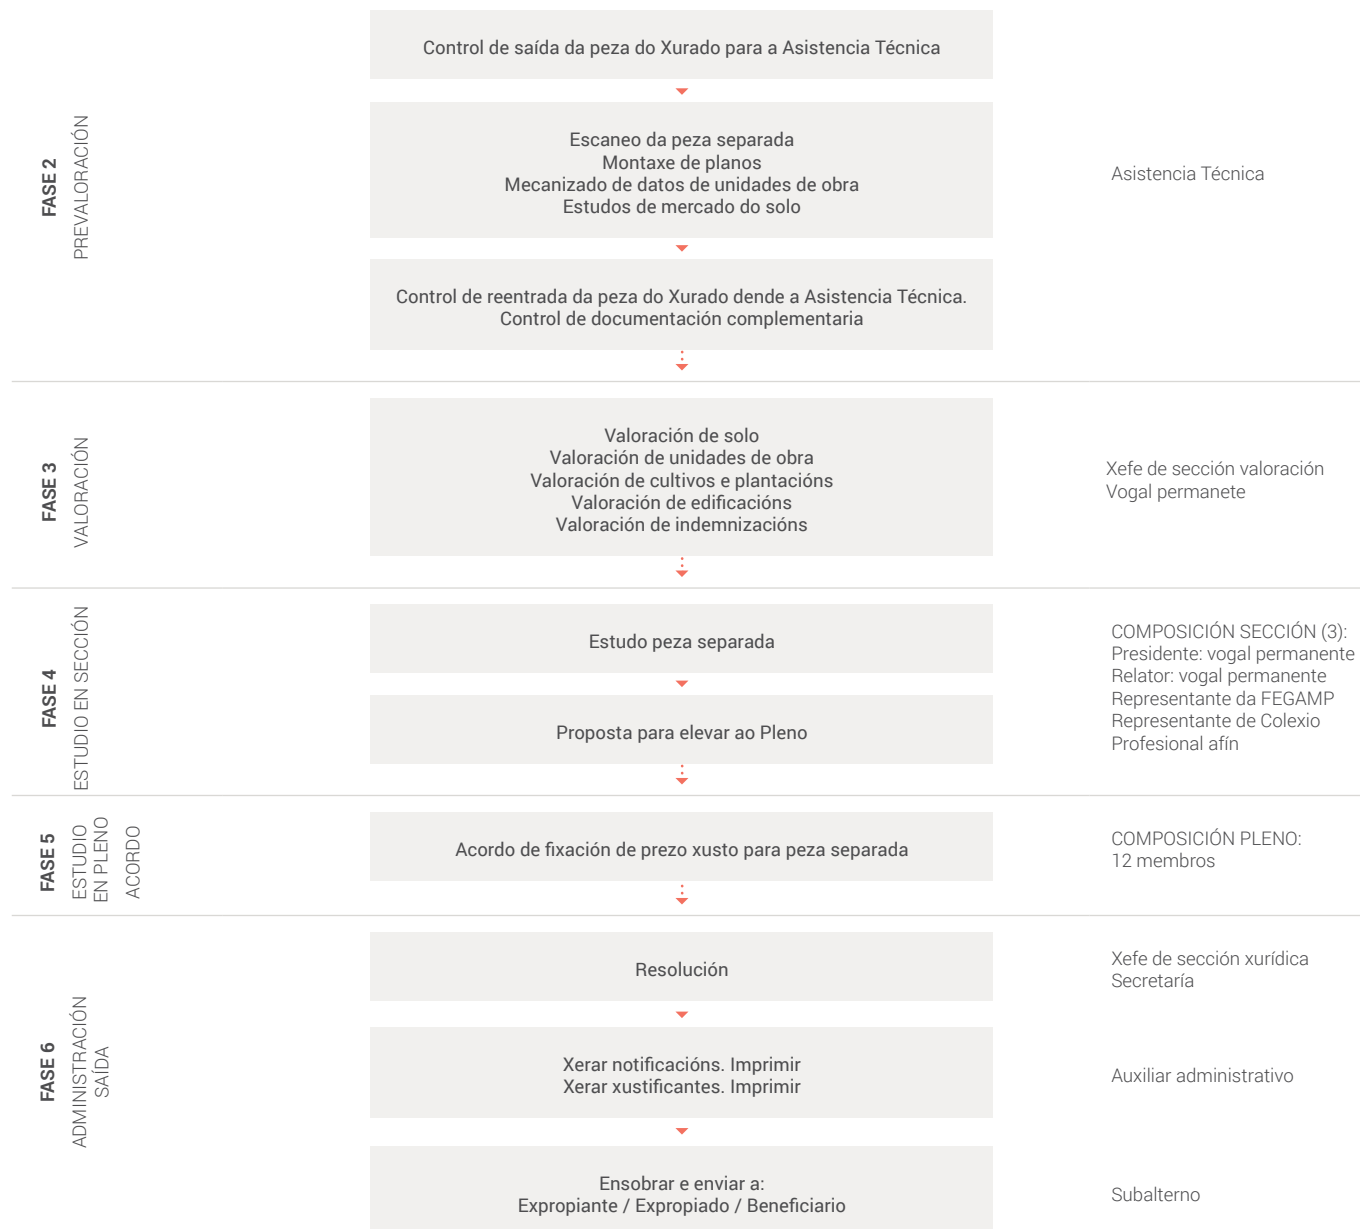 FASE 2
PREVALORACIÓN
Control de saída da peza do Xurado para a Asistencia Técnica
Escaneo da peza separada
Montaxe de planos
Mecanizado de datos de unidades de obra
Estudos de mercado do solo
Asistencia Técnica
Control de reentrada da peza do Xurado dende a Asistencia Técnica.
Control de documentación complementaria
FASE 3
VALORACIÓN
Valoración de solo
Valoración de unidades de obra
Valoración de cultivos e plantacións
Valoración de edificacións
Valoración de indemnizacións
Xefe de sección valoración
Vogal permanete
FASE 4
ESTUDIO EN SECCIÓN
Estudo peza separada
Proposta para elevar ao Pleno
COMPOSICIÓN SECCIÓN (3):
Presidente: vogal permanente
Relator: vogal permanente
Representante da FEGAMP
Representante de Colexio
Profesional afín
FASE 5
ESTUDIO
EN PLENO
ACORDO
Acordo de fixación de prezo xusto para peza separada
COMPOSICIÓN PLENO:
12 membros
FASE 6
ADMINISTRACIÓN
SAÍDA
Resolución
Xefe de sección xurídica
Secretaría
Xerar notificacións. Imprimir
Xerar xustificantes. Imprimir
Auxiliar administrativo
Ensobrar e enviar a:
Expropiante / Expropiado / Beneficiario
Subalterno